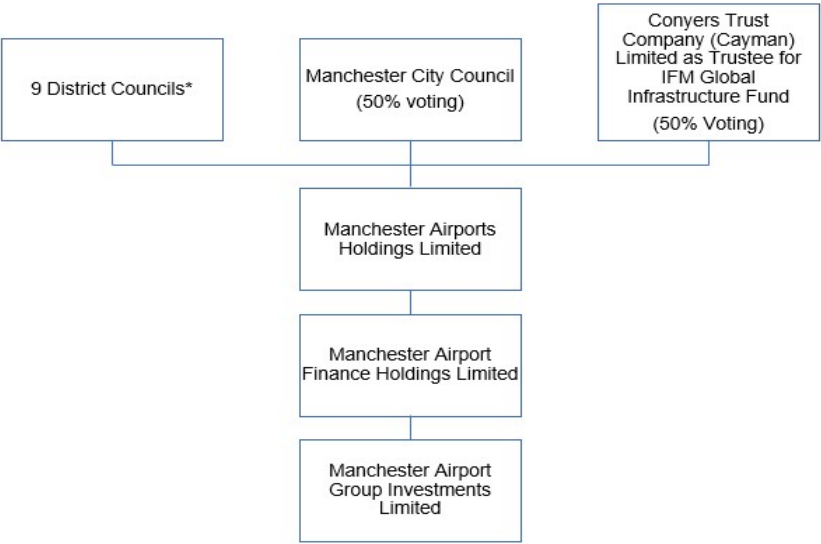 9 District Councils*
Manchester City Council
(50% voting)
Conyers Trust
Company (Cayman)
Limited as Trustee for
IFM Global
Infrastructure Fund
(50% Voting)
Manchester Airports
Holdings Limited
Manchester Airport
Finance Holdings Limited
Manchester Airport
Group Investments
Limited